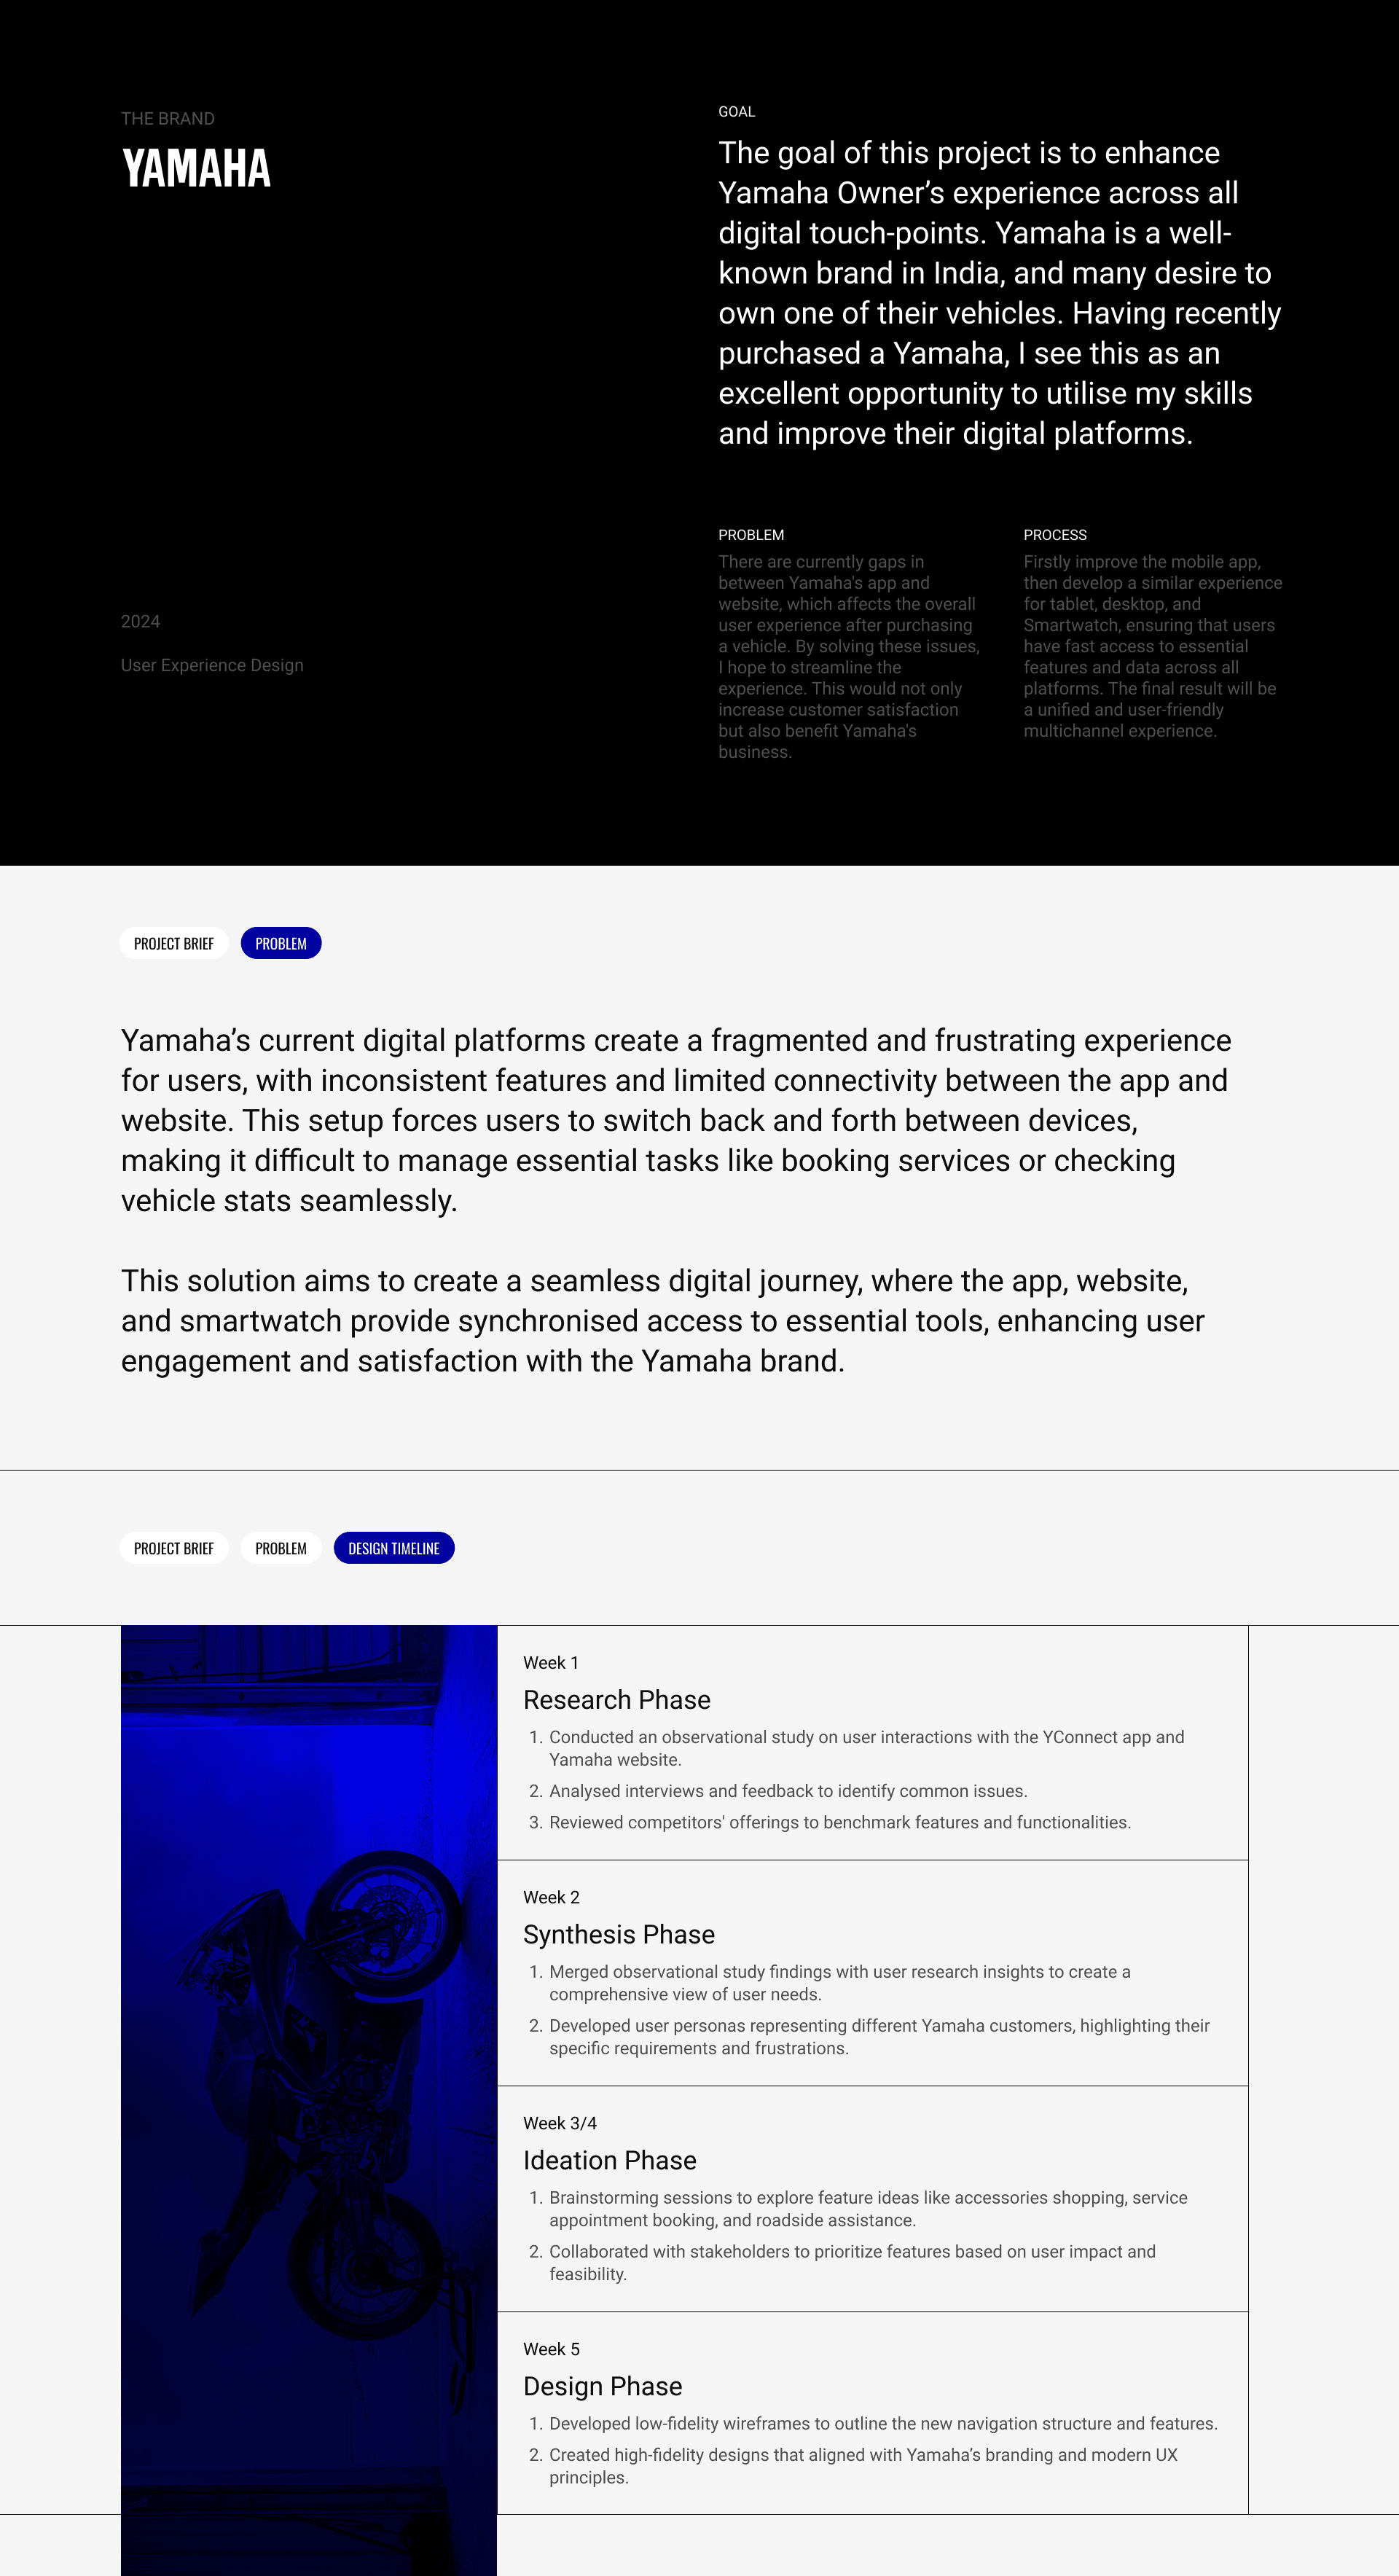 THE BRAND
YAMAHA
2024
User Experience Design
GOAL
The goal of this project is to enhance
Yamaha Owner’s experience across all
digital touch-points. Yamaha is a well-
known brand in India, and many desire to
own one of their vehicles. Having recently
purchased a Yamaha, I see this as an
excellent opportunity to utilise my skills
and improve their digital platforms.
PROBLEM
There are currently gaps in
between Yamaha's app and
website, which affects the overall
user experience after purchasing
a vehicle. By solving these issues,
I hope to streamline the
experience. This would not only
increase customer satisfaction
but also benefit Yamaha's
business.
PROCESS
Firstly improve the mobile app,
then develop a similar experience
for tablet, desktop, and
Smartwatch, ensuring that users
have fast access to essential
features and data across all
platforms. The final result will be
a unified and user-friendly
multichannel experience.
PROJECT BRIEF PROBLEM
Yamaha’s current digital platforms create a fragmented and frustrating experience
for users, with inconsistent features and limited connectivity between the app and
website. This setup forces users to switch back and forth between devices,
making it difficult to manage essential tasks like booking services or checking
vehicle stats seamlessly.
This solution aims to create a seamless digital journey, where the app, website,
and smartwatch provide synchronised access to essential tools, enhancing user
engagement and satisfaction with the Yamaha brand.
PROJECT BRIEF PROBLEM DESIGN TIMELINE
Week 1
Research Phase
1. Conducted an observational study on user interactions with the YConnect app and
Yamaha website.
2. Analysed interviews and feedback to identify common issues.
3. Reviewed competitors' offerings to benchmark features and functionalities.
Week 2
Synthesis Phase
1. Merged observational study findings with user research insights to create a
comprehensive view of user needs.
2. Developed user personas representing different Yamaha customers, highlighting their
specific requirements and frustrations.
Week 3/4
Ideation Phase
1. Brainstorming sessions to explore feature ideas like accessories shopping, service
appointment booking, and roadside assistance.
2. Collaborated with stakeholders to prioritize features based on user impact and
feasibility.
Week 5
Design Phase
1. Developed low-fidelity wireframes to outline the new navigation structure and features.
2. Created high-fidelity designs that aligned with Yamaha’s branding and modern UX
principles.